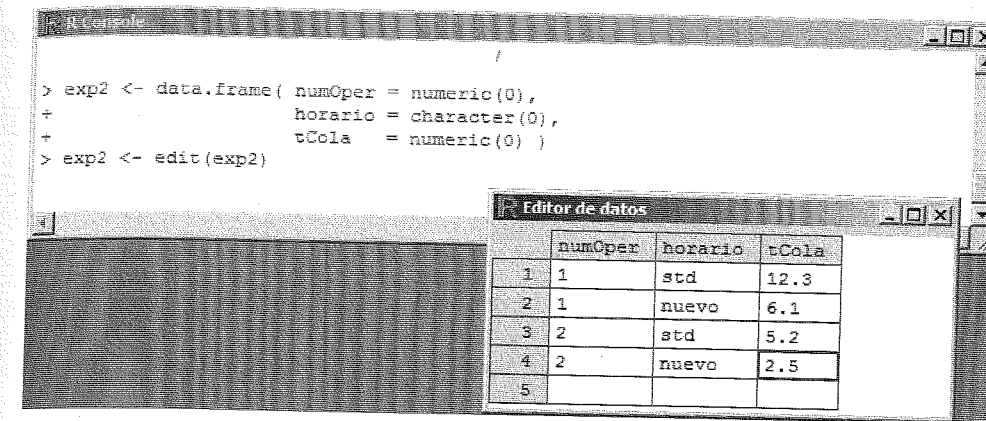 R Console
> exp2 <- data.frame( numOper = numeric(0),
+ horario = character(0),
+ tCola = numeric(0) )
> exp2 <- edit(exp2)
Editor de datos
numOper horario tCola
1 1 std 12.3
2 1 nuevo 6.1
3 2 std 5.2
4 2 nuevo 2.5
5